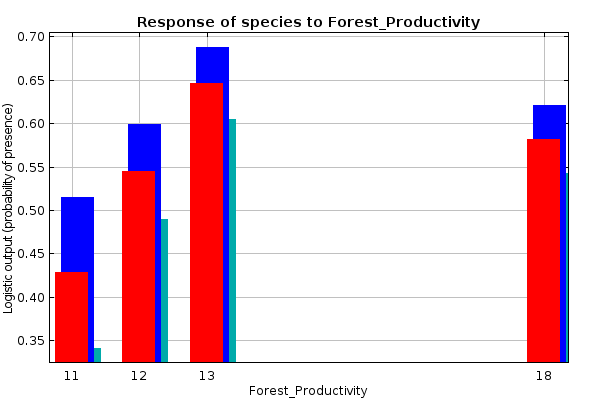 Response of species to Forest_Productivity
Logistic output (probability of presence)
0.70
0.65
0.60
0.55
0.50
0.45
0.40
0.35
11 12 13 18
Forest_Productivity